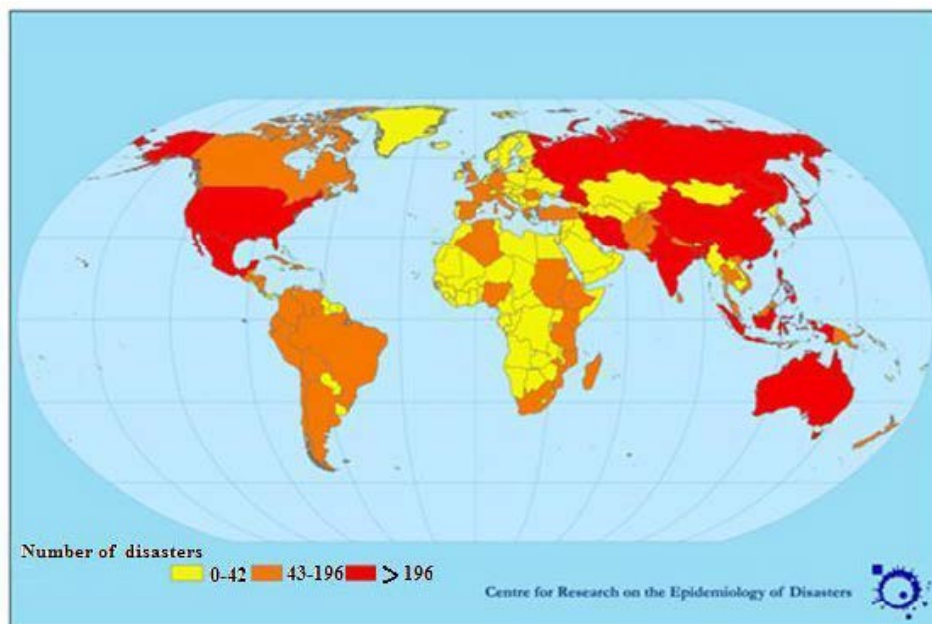 Number of disasters
0-42 43-196 > 196
Centre for Research on the Epidemiology of Disasters